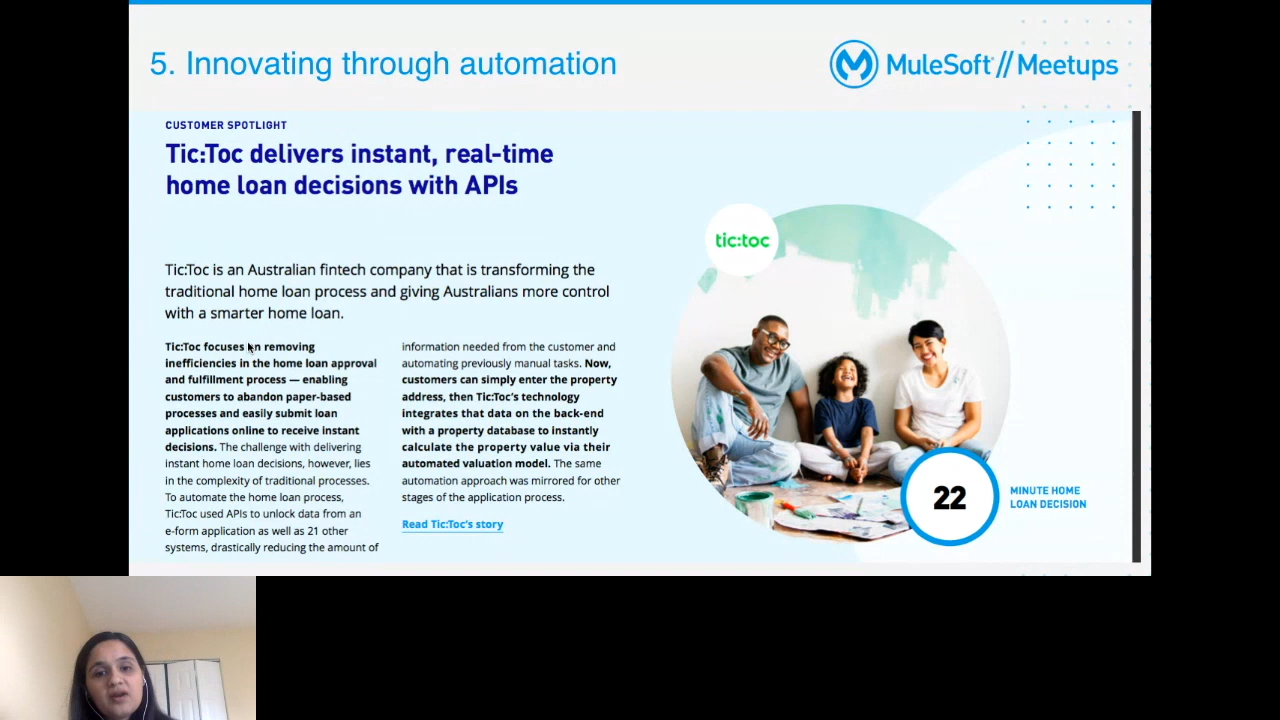 5. Innovating through automation
MuleSoft // Meetups
CUSTOMER SPOTLIGHT
Tic:Toc delivers instant, real-time
home loan decisions with APIs
tic:toc
Tic:Toc is an Australian fintech company that is transforming the
traditional home loan process and giving Australians more control
with a smarter home loan.
Tic:Toc focuses on removing
inefficiencies in the home loan approval
and fulfillment process — enabling
customers to abandon paper-based
processes and easily submit loan
applications online to receive instant
decisions. The challenge with delivering
instant home loan decisions, however, lies
in the complexity of traditional processes.
To automate the home loan process,
Tic:Toc used APIs to unlock data from an
e-form application as well as 21 other
systems, drastically reducing the amount of
information needed from the customer and
automating previously manual tasks. Now,
customers can simply enter the property
address, then Tic:Toc’s technology
integrates that data on the back-end
with a property database to instantly
calculate the property value via their
automated valuation model. The same
automation approach was mirrored for other
stages of the application process.
Read Tic:Toc’s story
22
MINUTE HOME
LOAN DECISION